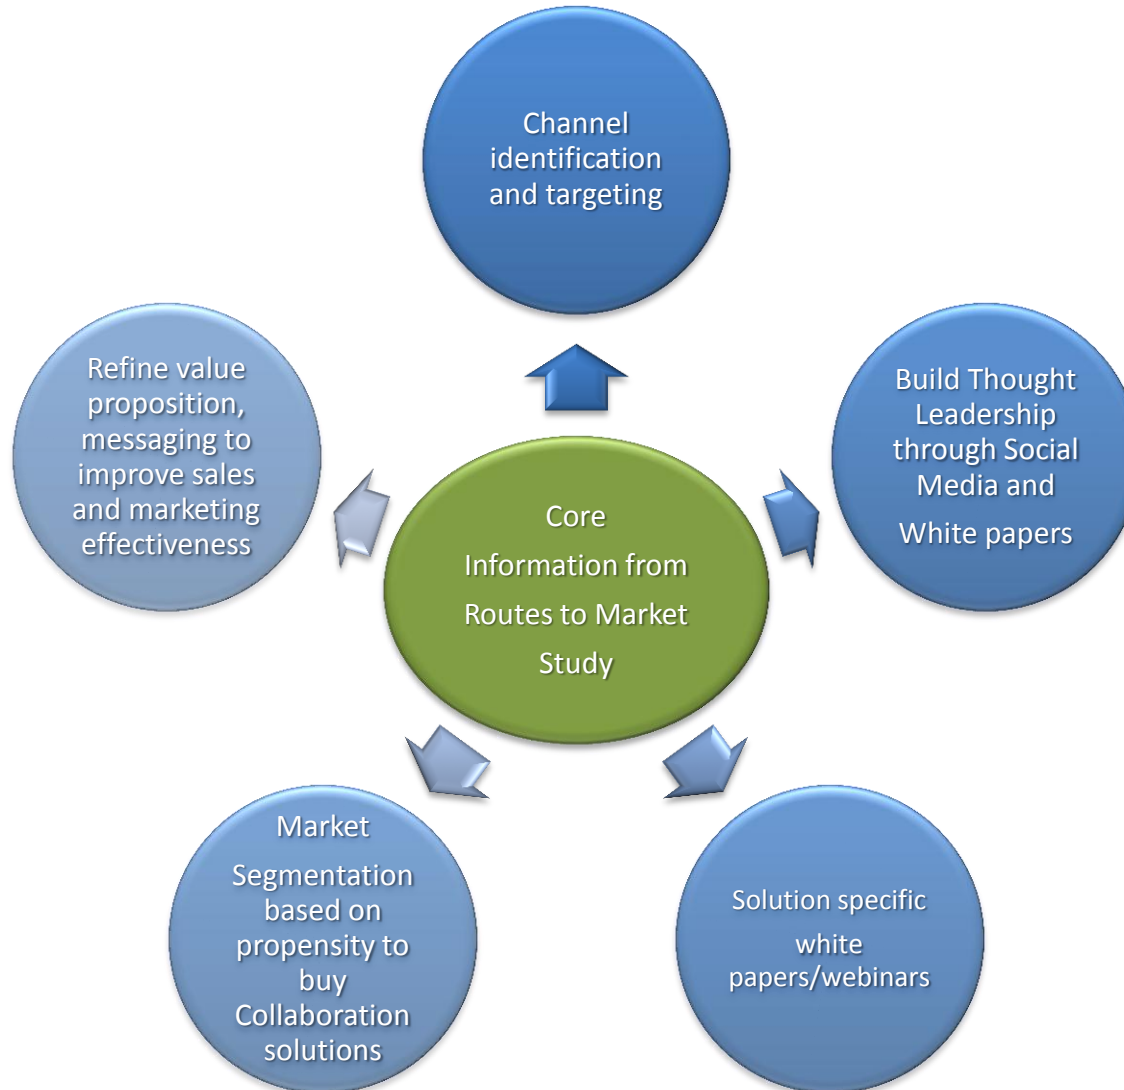 Channel
identification
and targeting
Refine value
proposition,
messaging to
improve sales
and marketing
effectiveness
Build Thought
Leadership
through Social
Media and
White papers
Core
Information from
Routes to Market
Study
Market
Segmentation
based on
propensity to
buy
Collaboration
solutions
Solution specific
white
papers/webinars